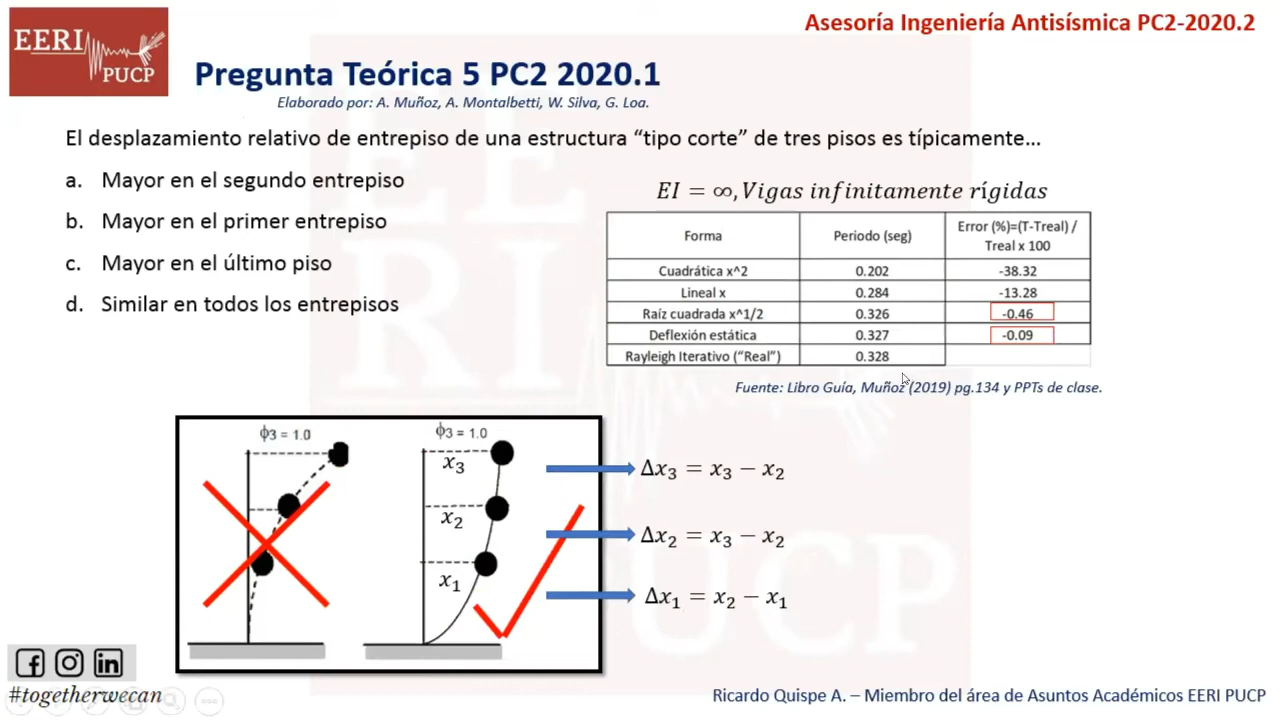 EERI
PUCP
Asesoría Ingeniería Antisísmica PC2-2020.2
Pregunta Teórica 5 PC2 2020.1
Elaborado por: A. Muñoz, A. Montalbetti, W. Silva, G. Loa.
El desplazamiento relativo de entrepiso de una estructura “tipo corte” de tres pisos es típicamente...
a. Mayor en el segundo entrepiso
b. Mayor en el primer entrepiso
c. Mayor en el último piso
d. Similar en todos los entrepisos
EI = ∞, Vigas infinitamente rígidas
Forma Periodo (seg) Error (%)=(T-Treal) / Treal x 100
Cuadrática x^2 0.202 -38.32
Lineal x 0.284 -13.28
Raíz cuadrada x^1/2 0.326 -0.46
Deflexión estática 0.327 -0.09
Rayleigh Iterativo (“Real”) 0.328
Fuente: Libro Guía, Muñoz (2019) pg.134 y PPTs de clase.
ϕ3 = 1.0 ϕ3 = 1.0
x₃ Δx₃ = x₃ − x₂
x₂ Δx₂ = x₃ − x₂
x₁ Δx₁ = x₂ − x₁
#togetherwecan
Ricardo Quispe A. – Miembro del área de Asuntos Académicos EERI PUCP
EE
RI
PUCP